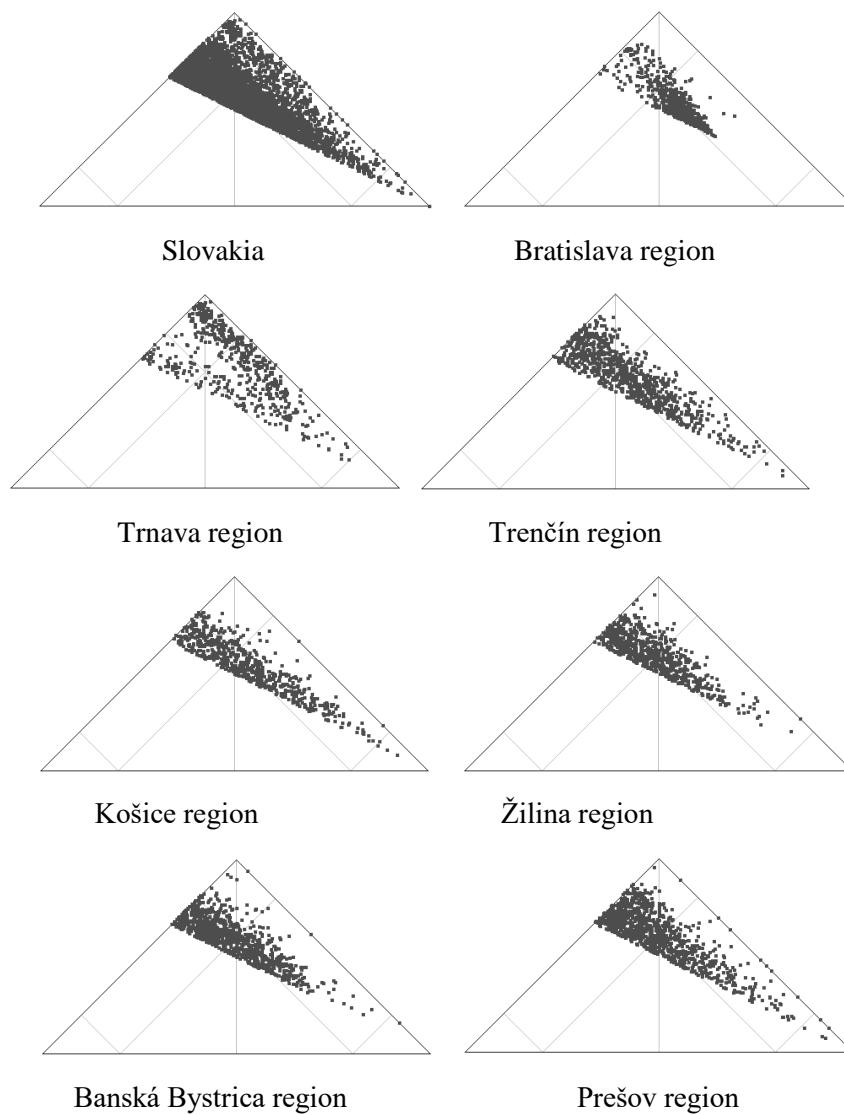 Slovakia
Bratislava region
Trnava region
Trenčín region
Košice region
Žilina region
Banská Bystrica region
Prešov region